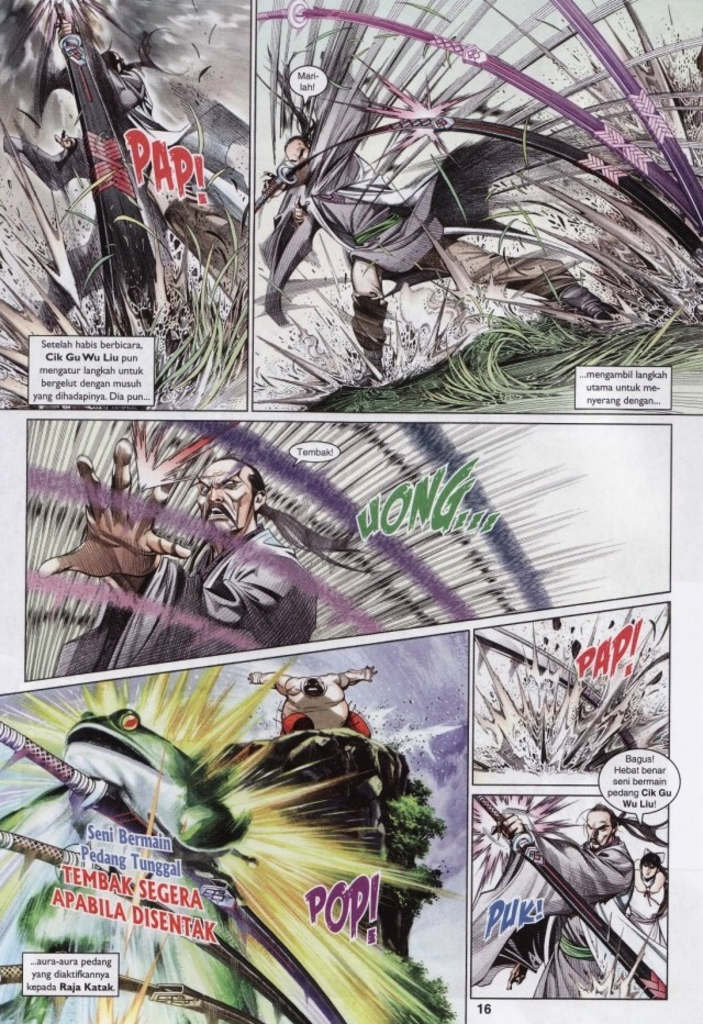 PAP!
Setelah habis berbicara,
Cik Gu Wu Liu pun
mengatur langkah untuk
bergelut dengan musuh
yang dihadapinya. Dia pun...
Mari-
lah!
...mengambil langkah
utama untuk me-
nyerang dengan...
Tembak!
UONG...
Seni Bermain
Pedang Tunggal
TEMBAK SEGERA
APABILA DISENTAK
POP!
...aura-aura pedang
yang diaktifkannya
kepada Raja Katak.
PAP!
Bagus!
Hebat benar
seni bermain
pedang Cik Gu
Wu Liu!
PUK!
16